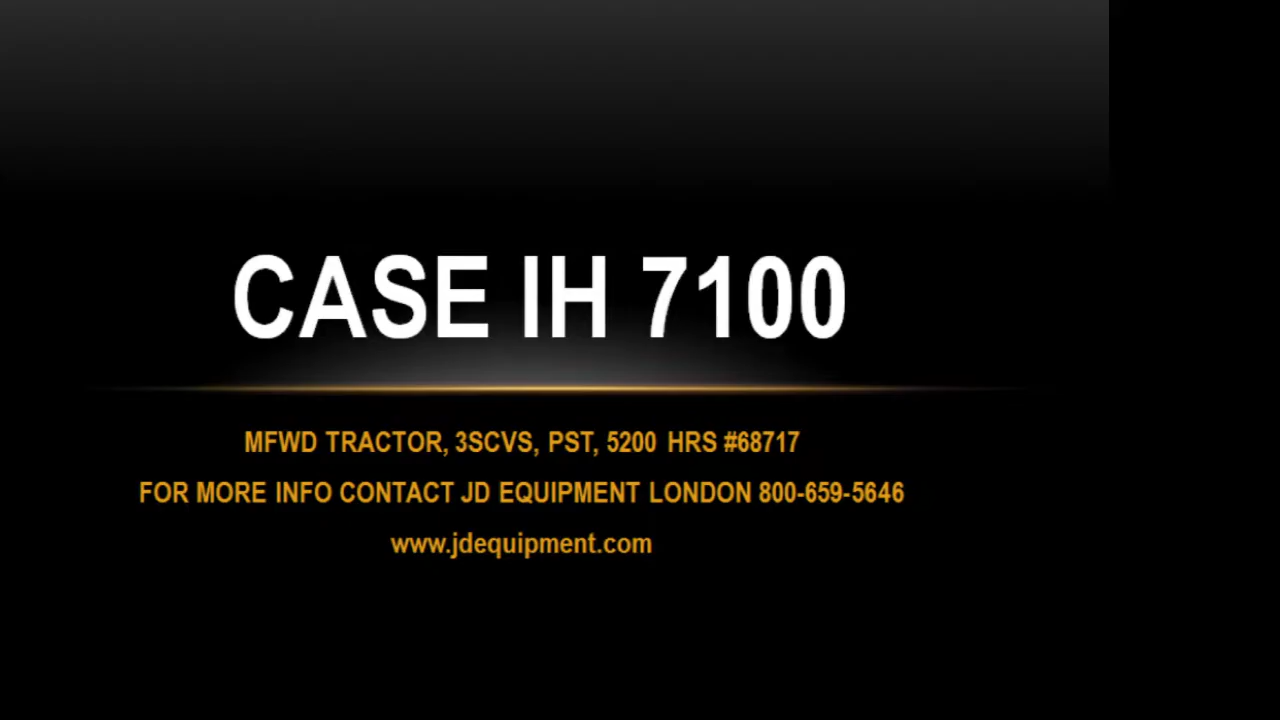 CASE IH 7100
MFWD TRACTOR, 3SCVS, PST, 5200 HRS #68717
FOR MORE INFO CONTACT JD EQUIPMENT LONDON 800-659-5646
www.jdequipment.com